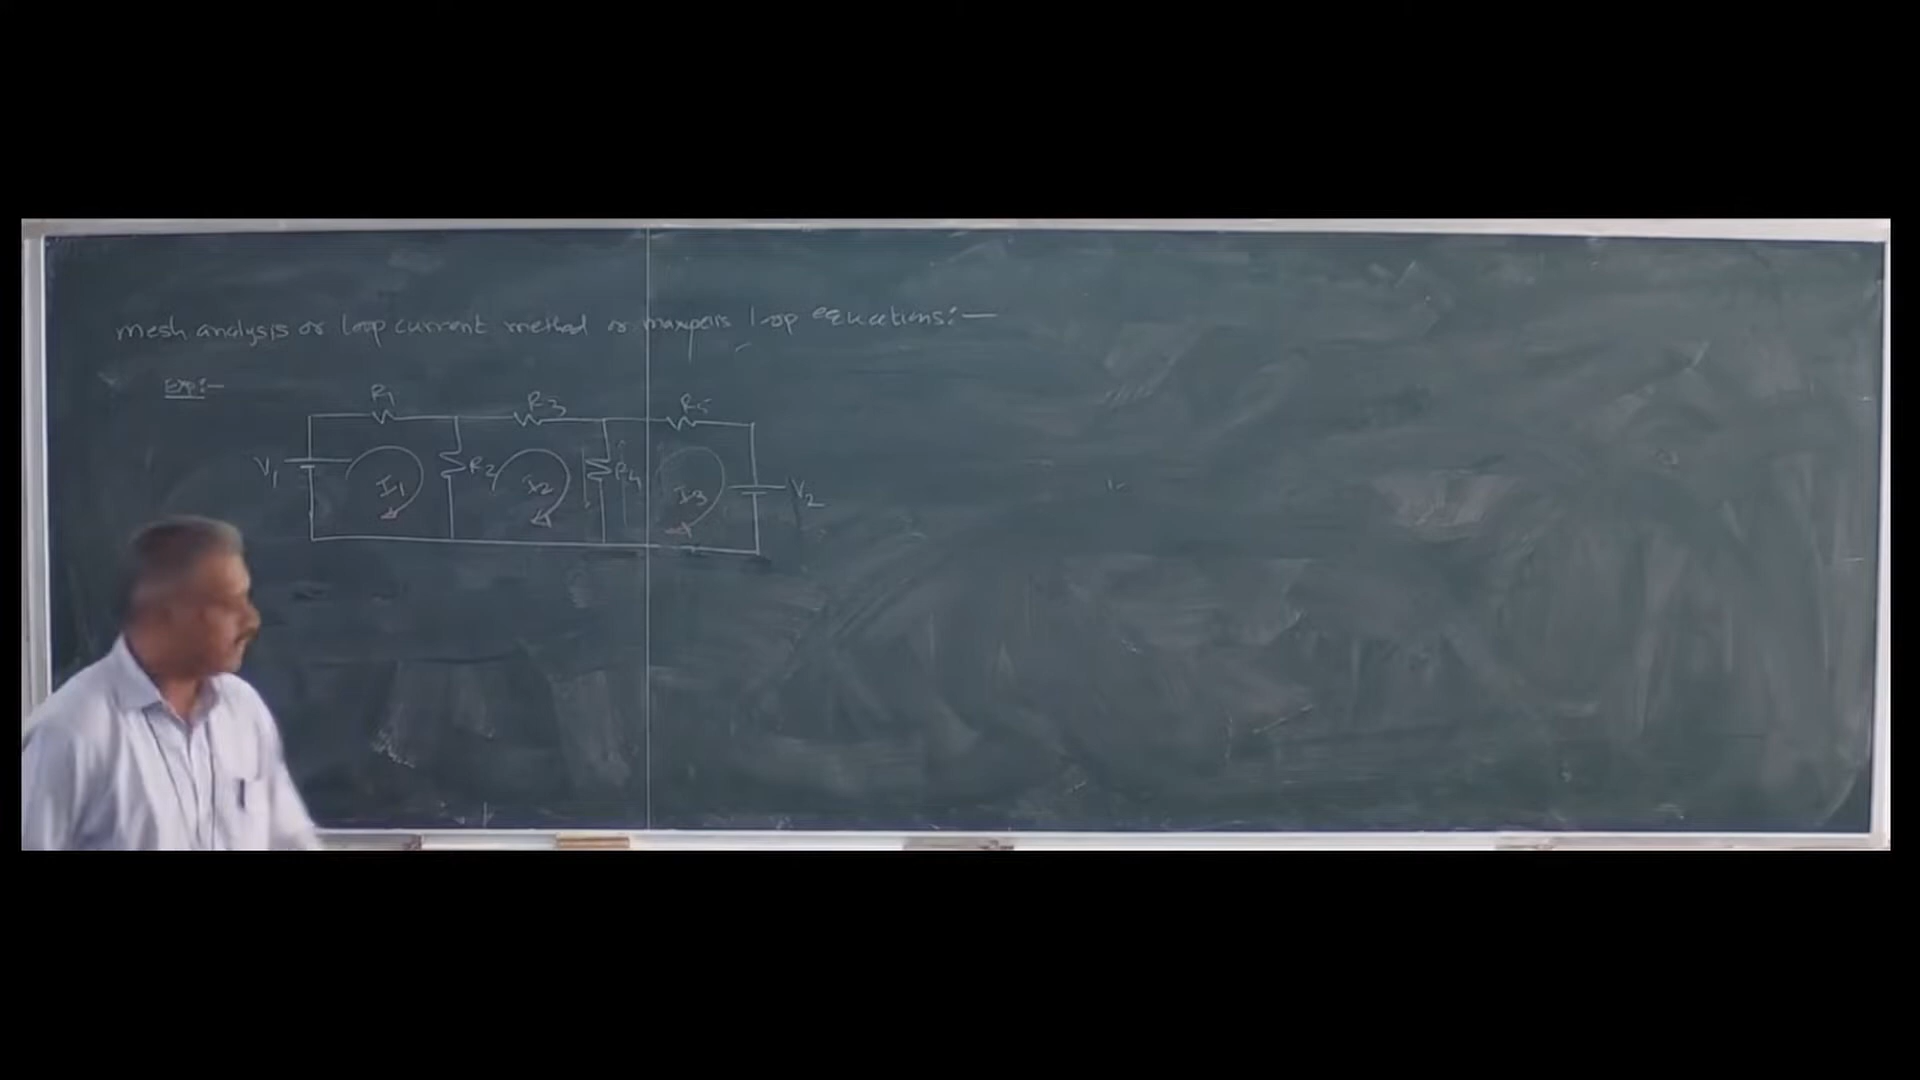 mesh analysis or loop current method or maxpells loop equations:-
Exp:-
R1 R3 R5
V1 I1 R2 I2 R4 I3 V2